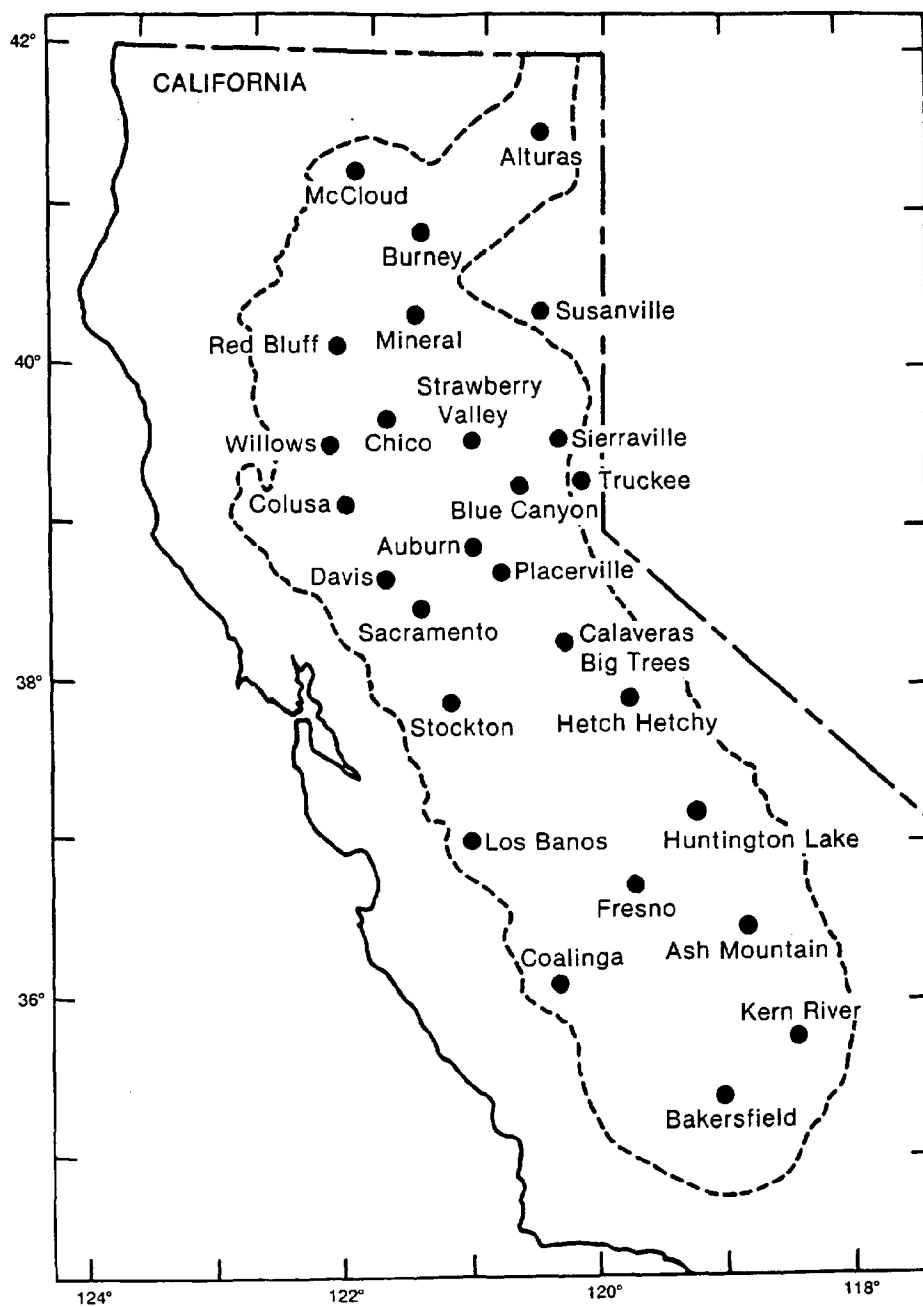 42°
CALIFORNIA
Alturas
McCloud
Burney
Susanville
Mineral
Red Bluff
40°
Strawberry
Valley
Willows
Chico
Sierraville
Truckee
Colusa
Blue Canyon
Auburn
Davis
Placerville
Sacramento
Calaveras
Big Trees
38°
Stockton
Hetch Hetchy
Los Banos
Huntington Lake
Fresno
Ash Mountain
Coalinga
36°
Kern River
Bakersfield
124°
122°
120°
118°